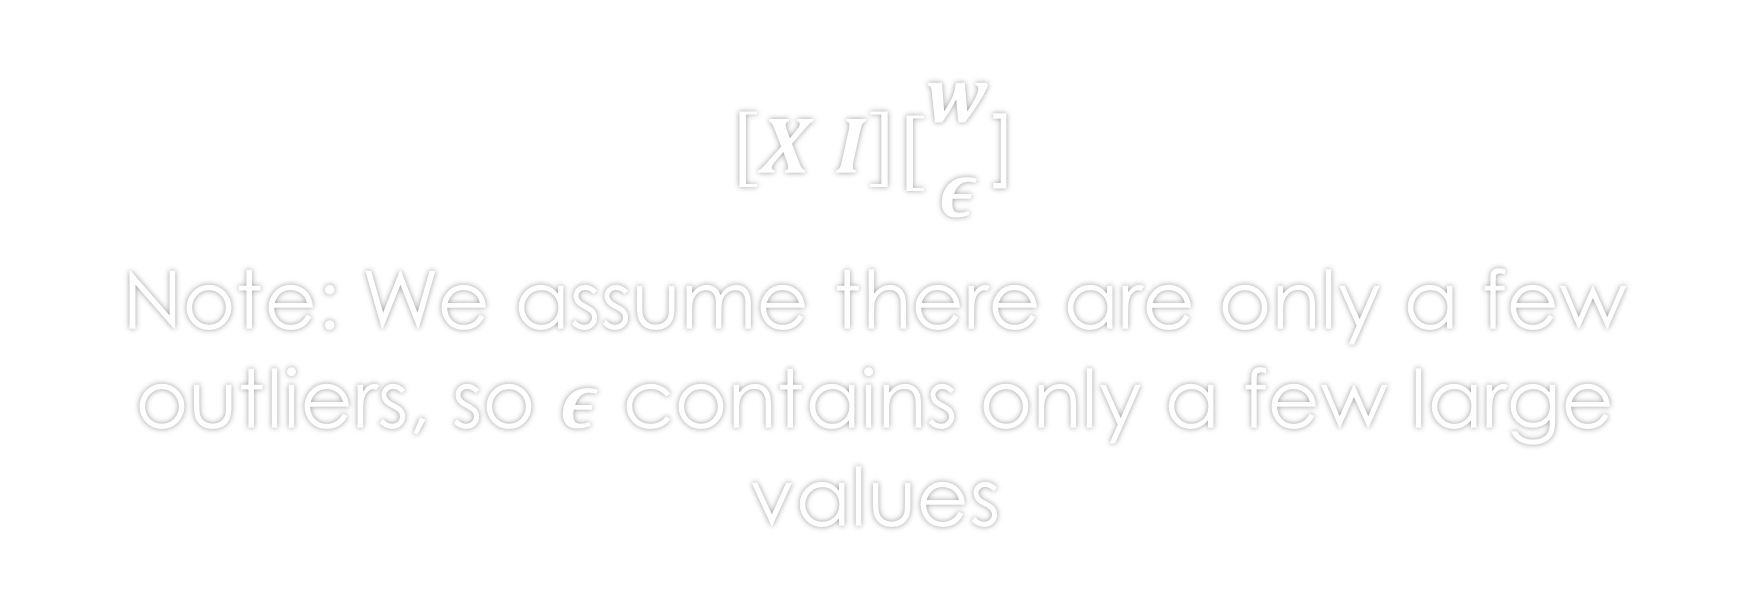 [X I] [w
ϵ]
Note: We assume there are only a few
outliers, so ϵ contains only a few large
values